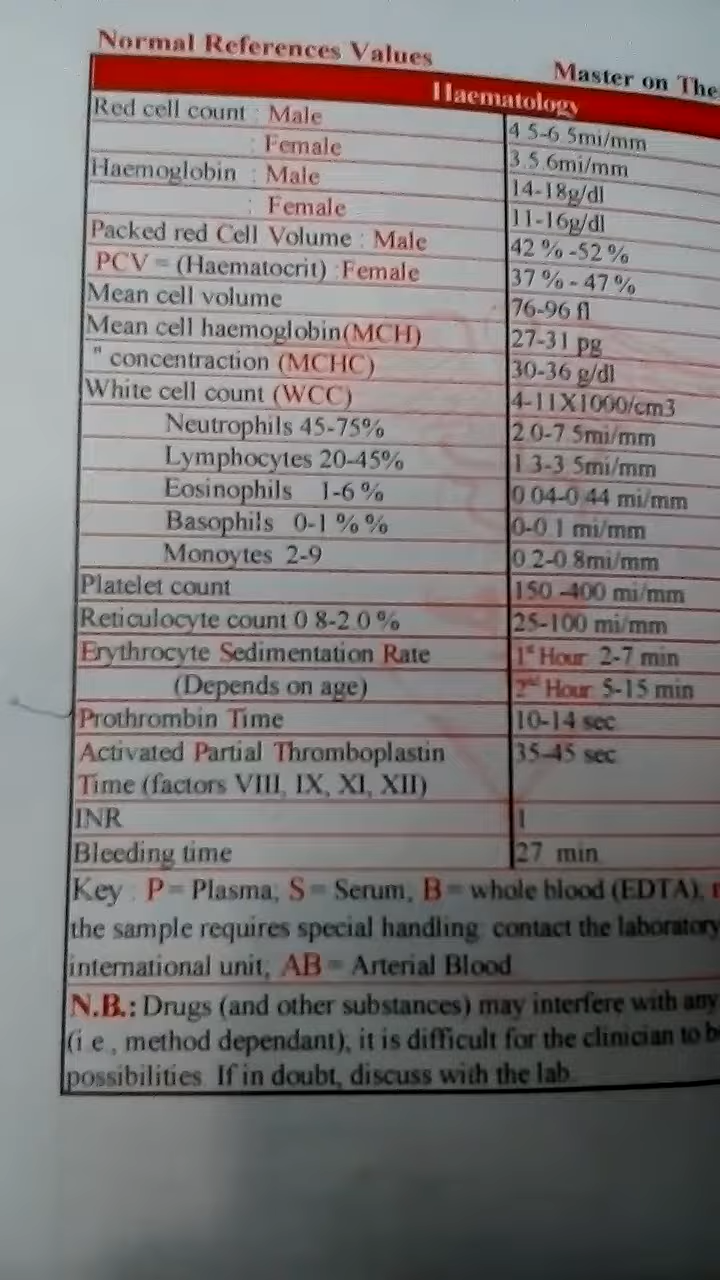 Normal References Values
Master on The
Haematology
Red cell count : Male 4 5-6 5mi/mm
: Female 3.5.6mi/mm
Haemoglobin : Male 14-18g/dl
: Female 11-16g/dl
Packed red Cell Volume : Male 42 % -52 %
PCV = (Haematocrit) :Female 37 % - 47 %
Mean cell volume 76-96 fl
Mean cell haemoglobin(MCH) 27-31 pg
" concentraction (MCHC) 30-36 g/dl
White cell count (WCC) 4-11X1000/cm3
Neutrophils 45-75% 2.0-7 5mi/mm
Lymphocytes 20-45% 1 3-3 5mi/mm
Eosinophils 1-6 % 0.04-0.44 mi/mm
Basophils 0-1 % % 0-0.1 mi/mm
Monoytes 2-9 0.2-0.8mi/mm
Platelet count 150 -400 mi/mm
Reticulocyte count 0 8-2.0 % 25-100 mi/mm
Erythrocyte Sedimentation Rate 1st Hour 2-7 min
(Depends on age) 2nd Hour 5-15 min
Prothrombin Time 10-14 sec
Activated Partial Thromboplastin 35-45 sec
Time (factors VIII, IX, XI, XII)
INR 1
Bleeding time 27 min
Key : P = Plasma; S = Serum, B = whole blood (EDTA),
the sample requires special handling contact the laboratory
international unit; AB = Arterial Blood
N.B.: Drugs (and other substances) may interfere with any
(i e., method dependant), it is difficult for the clinician to b
possibilities. If in doubt, discuss with the lab.